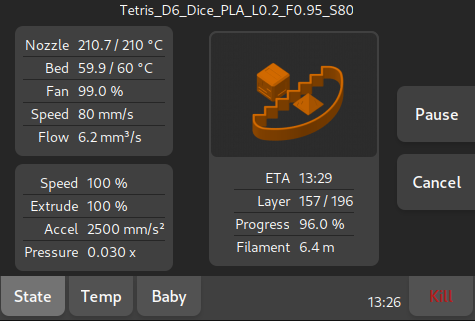 Tetris_D6_Dice_PLA_L0.2_F0.95_S80
Nozzle 210.7 / 210 °C
Bed 59.9 / 60 °C
Fan 99.0 %
Speed 80 mm/s
Flow 6.2 mm³/s
Speed 100 %
Extrude 100 %
Accel 2500 mm/s²
Pressure 0.030 x
ETA 13:29
Layer 157 / 196
Progress 96.0 %
Filament 6.4 m
Pause
Cancel
State Temp Baby 13:26 Kill